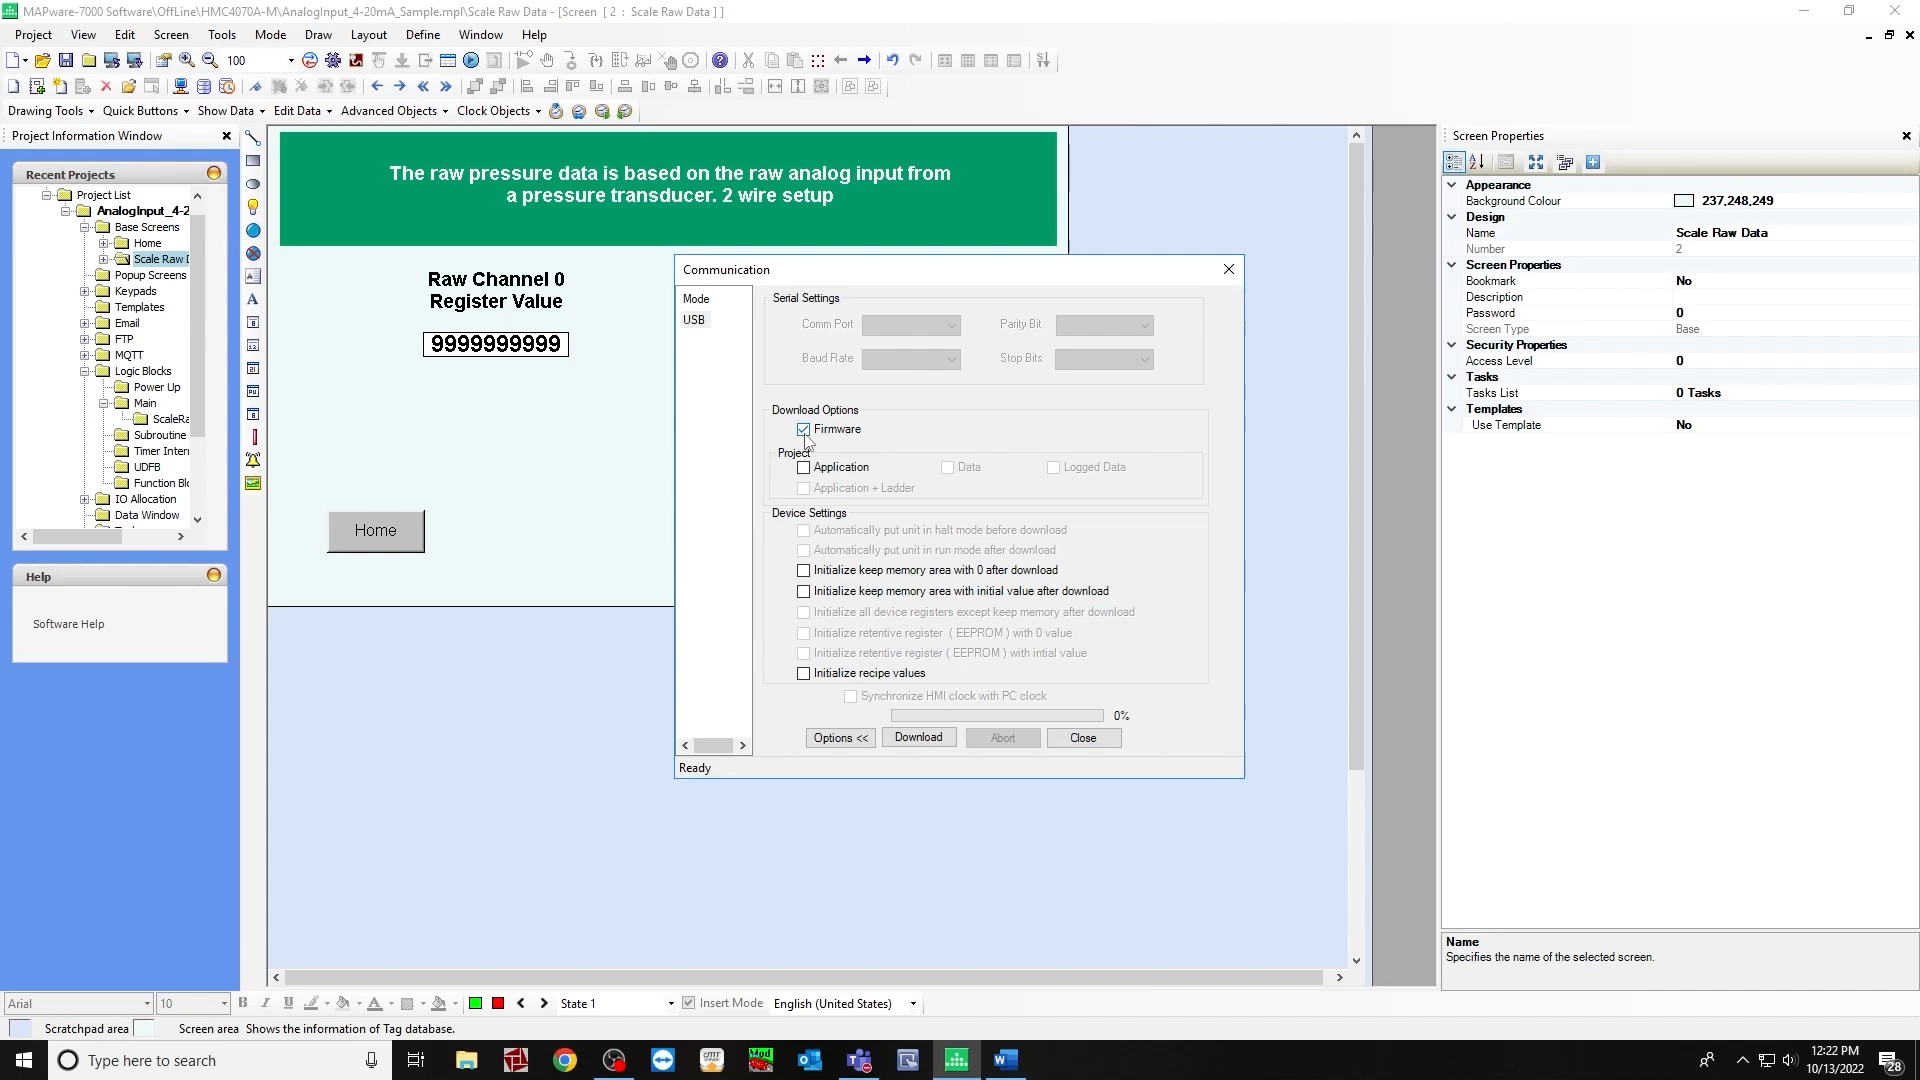 MAPware-7000 Software\OffLine\HMC4070A-M\AnalogInput_4-20mA_Sample.mpl\Scale Raw Data - [Screen [ 2 : Scale Raw Data ] ]
Project View Edit Screen Tools Mode Draw Layout Define Window Help
100
Drawing Tools Quick Buttons Show Data Edit Data Advanced Objects Clock Objects
Project Information Window
Recent Projects
Project List
AnalogInput_4-2
Base Screens
Home
Scale Raw D
Popup Screens
Keypads
Templates
Email
FTP
MQTT
Logic Blocks
Power Up
Main
ScaleRa
Subroutine
Timer Inter
UDFB
Function Blo
IO Allocation
Data Window
Help
Software Help
The raw pressure data is based on the raw analog input from
a pressure transducer. 2 wire setup
Raw Channel 0
Register Value
9999999999
Home
Communication
Mode
USB
Serial Settings
Comm Port Parity Bit
Baud Rate Stop Bits
Download Options
Firmware
Project
Application Data Logged Data
Application + Ladder
Device Settings
Automatically put unit in halt mode before download
Automatically put unit in run mode after download
Initialize keep memory area with 0 after download
Initialize keep memory area with initial value after download
Initialize all device registers except keep memory after download
Initialize retentive register ( EEPROM ) with 0 value
Initialize retentive register ( EEPROM ) with intial value
Initialize recipe values
Synchronize HMI clock with PC clock
0%
Options << Download Abort Close
Ready
Screen Properties
Appearance
Background Colour 237,248,249
Design
Name Scale Raw Data
Number 2
Screen Properties
Bookmark No
Description
Password 0
Screen Type Base
Security Properties
Access Level 0
Tasks
Tasks List 0 Tasks
Templates
Use Template No
Name
Specifies the name of the selected screen.
Arial 10 B I U A State 1 Insert Mode English (United States)
Scratchpad area Screen area Shows the information of Tag database.
Type here to search
12:22 PM
10/13/2022
28